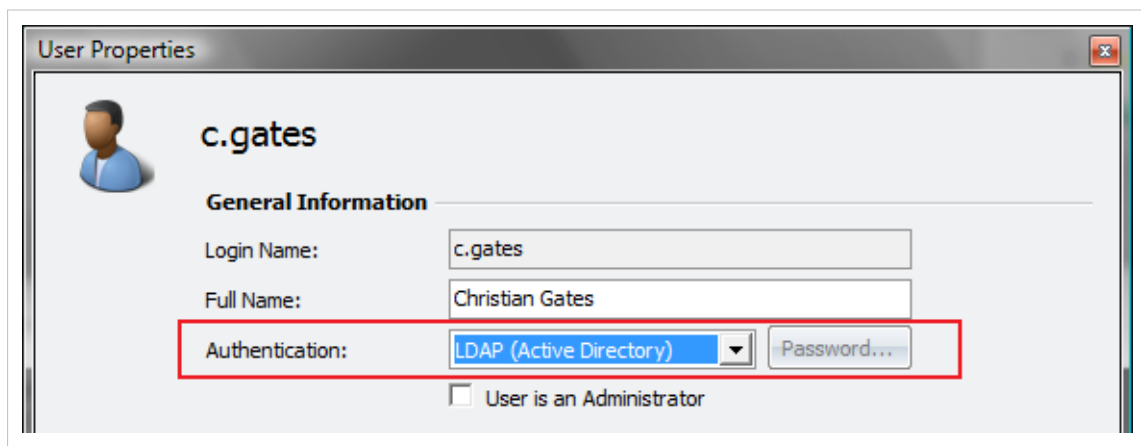 User Properties
c.gates
General Information
Login Name: c.gates
Full Name: Christian Gates
Authentication: LDAP (Active Directory) Password...
User is an Administrator